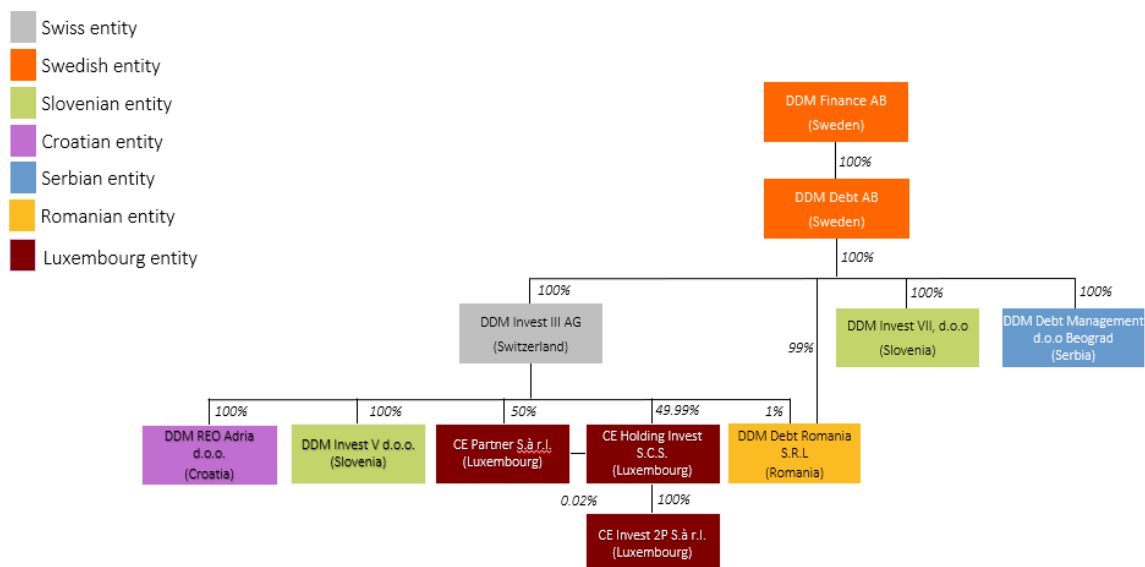 Swiss entity
Swedish entity
Slovenian entity
Croatian entity
Serbian entity
Romanian entity
Luxembourg entity
DDM Finance AB
(Sweden)
100%
DDM Debt AB
(Sweden)
100%
100%
100%
100%
DDM Invest III AG
(Switzerland)
99%
DDM Invest VII, d.o.o
(Slovenia)
DDM Debt Management
d.o.o Beograd
(Serbia)
100%
100%
50%
49.99%
1%
DDM REO Adria
d.o.o.
(Croatia)
DDM Invest V d.o.o.
(Slovenia)
CE Partner S.à r.l.
(Luxembourg)
CE Holding Invest
S.C.S.
(Luxembourg)
DDM Debt Romania
S.R.L
(Romania)
0.02%
100%
CE Invest 2P S.à r.l.
(Luxembourg)